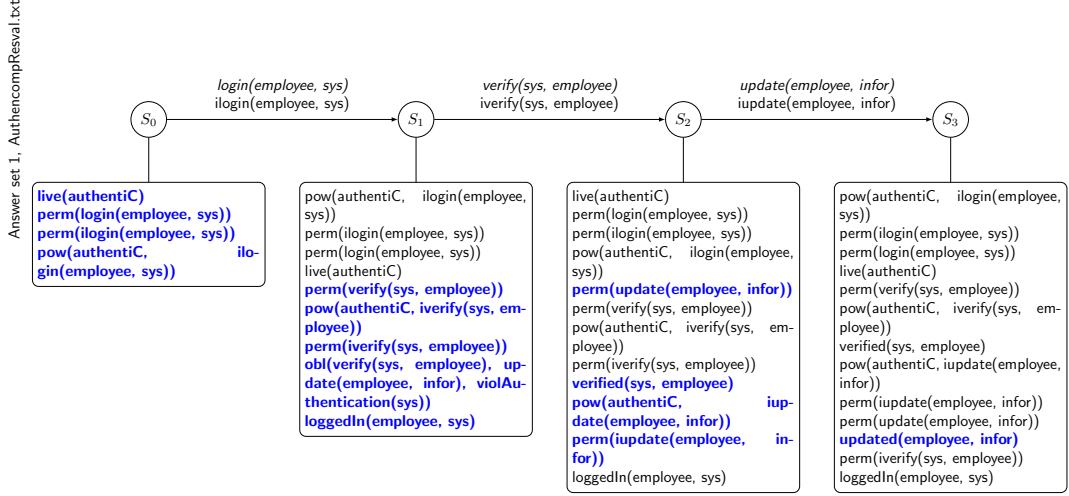 Answer set 1, AuthencompResval.txt
login(employee, sys)
ilogin(employee, sys)
verify(sys, employee)
iverify(sys, employee)
update(employee, infor)
iupdate(employee, infor)
S0
S1
S2
S3
live(authentiC)
perm(login(employee, sys))
perm(ilogin(employee, sys))
pow(authentiC, ilo-
gin(employee, sys))
pow(authentiC, ilogin(employee,
sys))
perm(ilogin(employee, sys))
perm(login(employee, sys))
live(authentiC)
perm(verify(sys, employee))
pow(authentiC, iverify(sys, em-
ployee))
perm(iverify(sys, employee))
obl(verify(sys, employee), up-
date(employee, infor), violAu-
thentication(sys))
loggedIn(employee, sys)
live(authentiC)
perm(login(employee, sys))
perm(ilogin(employee, sys))
pow(authentiC, ilogin(employee,
sys))
perm(update(employee, infor))
perm(verify(sys, employee))
pow(authentiC, iverify(sys, em-
ployee))
perm(iverify(sys, employee))
verified(sys, employee)
pow(authentiC, iup-
date(employee, infor))
perm(iupdate(employee, in-
for))
loggedIn(employee, sys)
pow(authentiC, ilogin(employee,
sys))
perm(ilogin(employee, sys))
perm(login(employee, sys))
live(authentiC)
perm(verify(sys, employee))
pow(authentiC, iverify(sys, em-
ployee))
verified(sys, employee)
pow(authentiC, iupdate(employee,
infor))
perm(iupdate(employee, infor))
perm(update(employee, infor))
updated(employee, infor)
perm(iverify(sys, employee))
loggedIn(employee, sys)